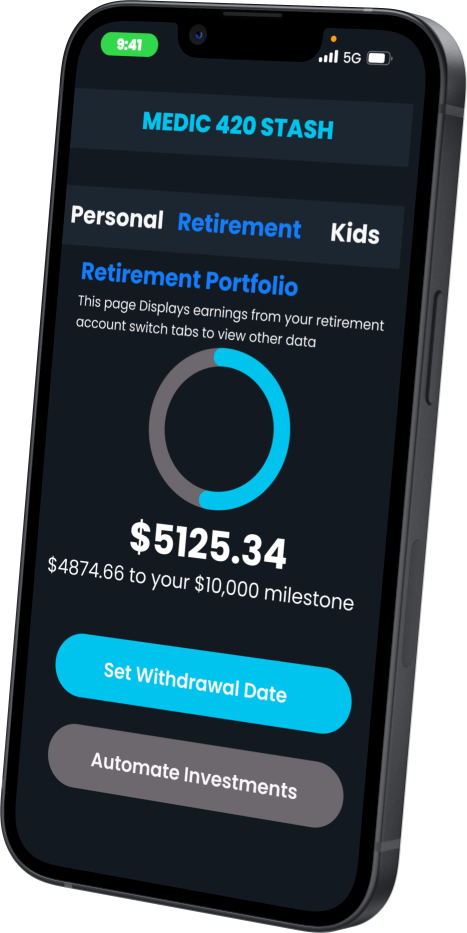 9:41
5G
MEDIC 420 STASH
Personal Retirement Kids
Retirement Portfolio
This page Displays earnings from your retirement
account switch tabs to view other data
$5125.34
$4874.66 to your $10,000 milestone
Set Withdrawal Date
Automate Investments